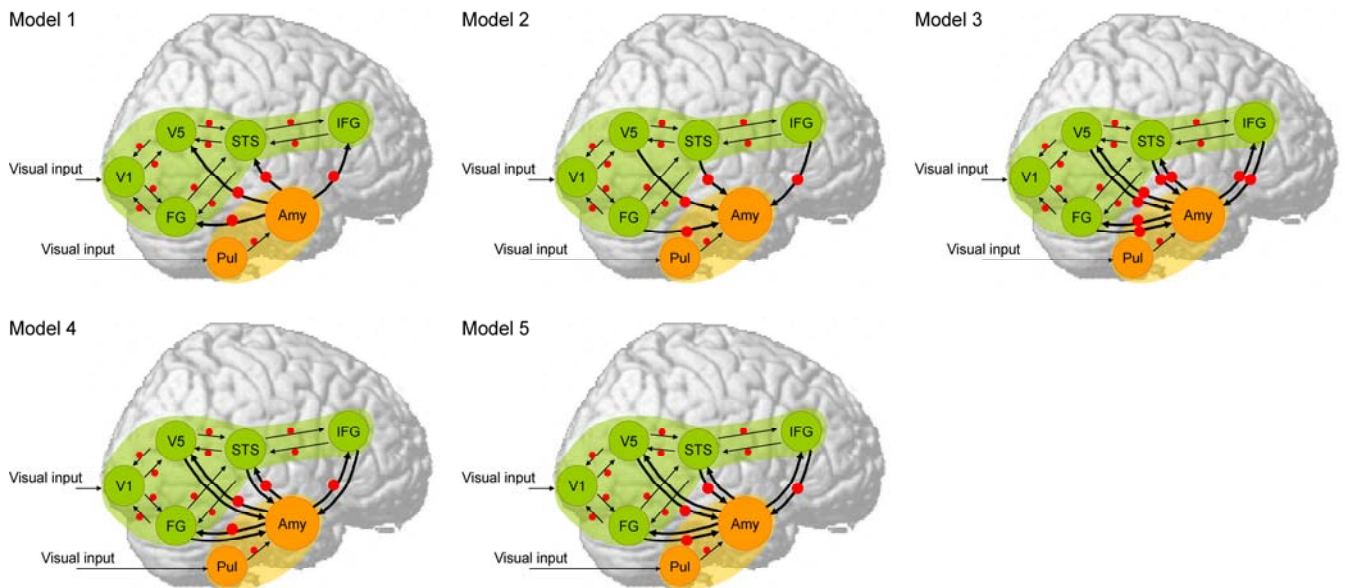 Model 1
Model 2
Model 3
V5
STS
IFG
Visual input
V1
FG
Amy
Visual input
Pul
V5
STS
IFG
Visual input
V1
FG
Amy
Visual input
Pul
V5
STS
IFG
Visual input
V1
FG
Amy
Visual input
Pul
Model 4
Model 5
V5
STS
IFG
Visual input
V1
FG
Amy
Visual input
Pul
V5
STS
IFG
Visual input
V1
FG
Amy
Visual input
Pul